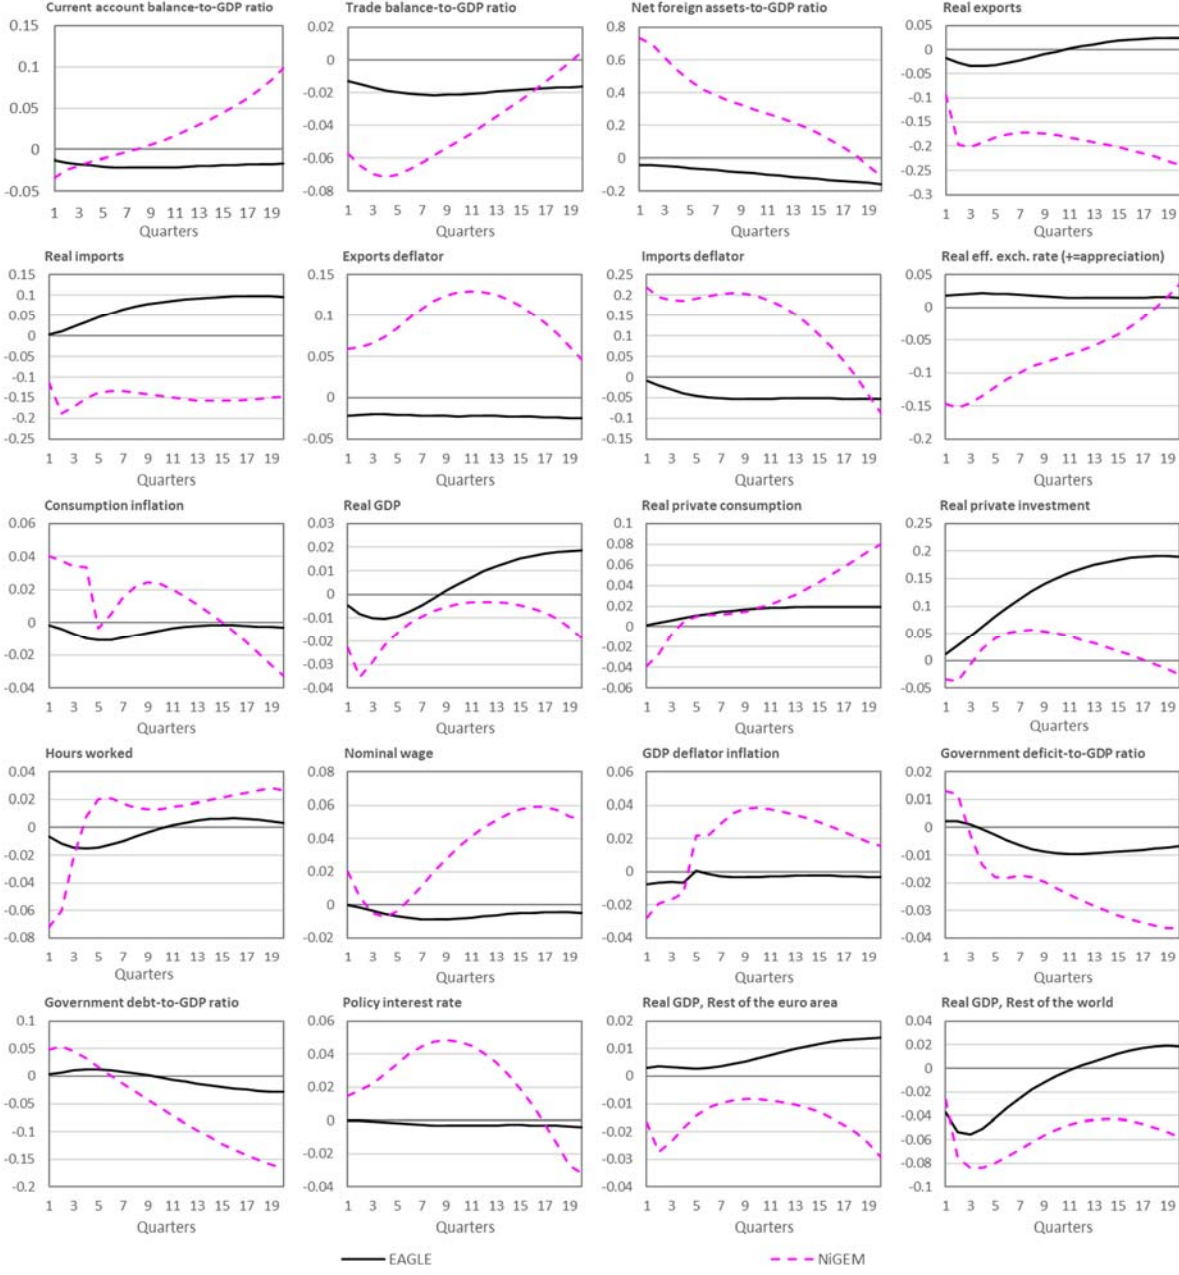 Current account balance-to-GDP ratio
0.15
0.1
0.05
0
-0.05
1 3 5 7 9 11 13 15 17 19
Quarters
Trade balance-to-GDP ratio
0.02
0
-0.02
-0.04
-0.06
-0.08
1 3 5 7 9 11 13 15 17 19
Quarters
Net foreign assets-to-GDP ratio
0.8
0.6
0.4
0.2
0
-0.2
1 3 5 7 9 11 13 15 17 19
Quarters
Real exports
0.05
0
-0.05
-0.1
-0.15
-0.2
-0.25
-0.3
1 3 5 7 9 11 13 15 17 19
Quarters
Real imports
0.15
0.1
0.05
0
-0.05
-0.1
-0.15
-0.2
-0.25
1 3 5 7 9 11 13 15 17 19
Quarters
Exports deflator
0.15
0.1
0.05
0
-0.05
1 3 5 7 9 11 13 15 17 19
Quarters
Imports deflator
0.25
0.2
0.15
0.1
0.05
0
-0.05
-0.1
-0.15
1 3 5 7 9 11 13 15 17 19
Quarters
Real eff. exch. rate (+=appreciation)
0.05
0
-0.05
-0.1
-0.15
-0.2
1 3 5 7 9 11 13 15 17 19
Quarters
Consumption inflation
0.06
0.04
0.02
0
-0.02
-0.04
1 3 5 7 9 11 13 15 17 19
Quarters
Real GDP
0.03
0.02
0.01
0
-0.01
-0.02
-0.03
-0.04
1 3 5 7 9 11 13 15 17 19
Quarters
Real private consumption
0.1
0.08
0.06
0.04
0.02
0
-0.02
-0.04
-0.06
1 3 5 7 9 11 13 15 17 19
Quarters
Real private investment
0.25
0.2
0.15
0.1
0.05
0
-0.05
1 3 5 7 9 11 13 15 17 19
Quarters
Hours worked
0.04
0.02
0
-0.02
-0.04
-0.06
-0.08
1 3 5 7 9 11 13 15 17 19
Quarters
Nominal wage
0.08
0.06
0.04
0.02
0
-0.02
1 3 5 7 9 11 13 15 17 19
Quarters
GDP deflator inflation
0.06
0.04
0.02
0
-0.02
-0.04
1 3 5 7 9 11 13 15 17 19
Quarters
Government deficit-to-GDP ratio
0.02
0.01
0
-0.01
-0.02
-0.03
-0.04
1 3 5 7 9 11 13 15 17 19
Quarters
Government debt-to-GDP ratio
0.1
0.05
0
-0.05
-0.1
-0.15
-0.2
1 3 5 7 9 11 13 15 17 19
Quarters
Policy interest rate
0.06
0.04
0.02
0
-0.02
-0.04
1 3 5 7 9 11 13 15 17 19
Quarters
Real GDP, Rest of the euro area
0.02
0.01
0
-0.01
-0.02
-0.03
-0.04
1 3 5 7 9 11 13 15 17 19
Quarters
Real GDP, Rest of the world
0.04
0.02
0
-0.02
-0.04
-0.06
-0.08
-0.1
1 3 5 7 9 11 13 15 17 19
Quarters
EAGLE
NiGEM